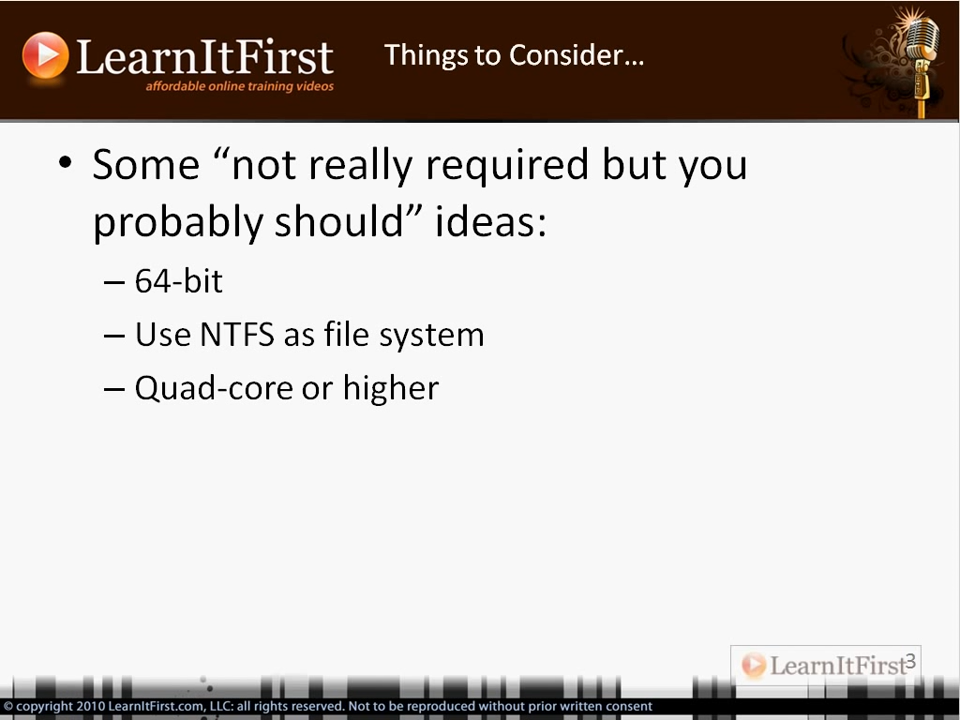 LearnItFirst
affordable online training videos
Things to Consider…
• Some “not really required but you
probably should” ideas:
– 64-bit
– Use NTFS as file system
– Quad-core or higher
LearnItFirst
3
© copyright 2010 LearnItFirst.com, LLC: all rights reserved. Not to be reproduced without prior written consent